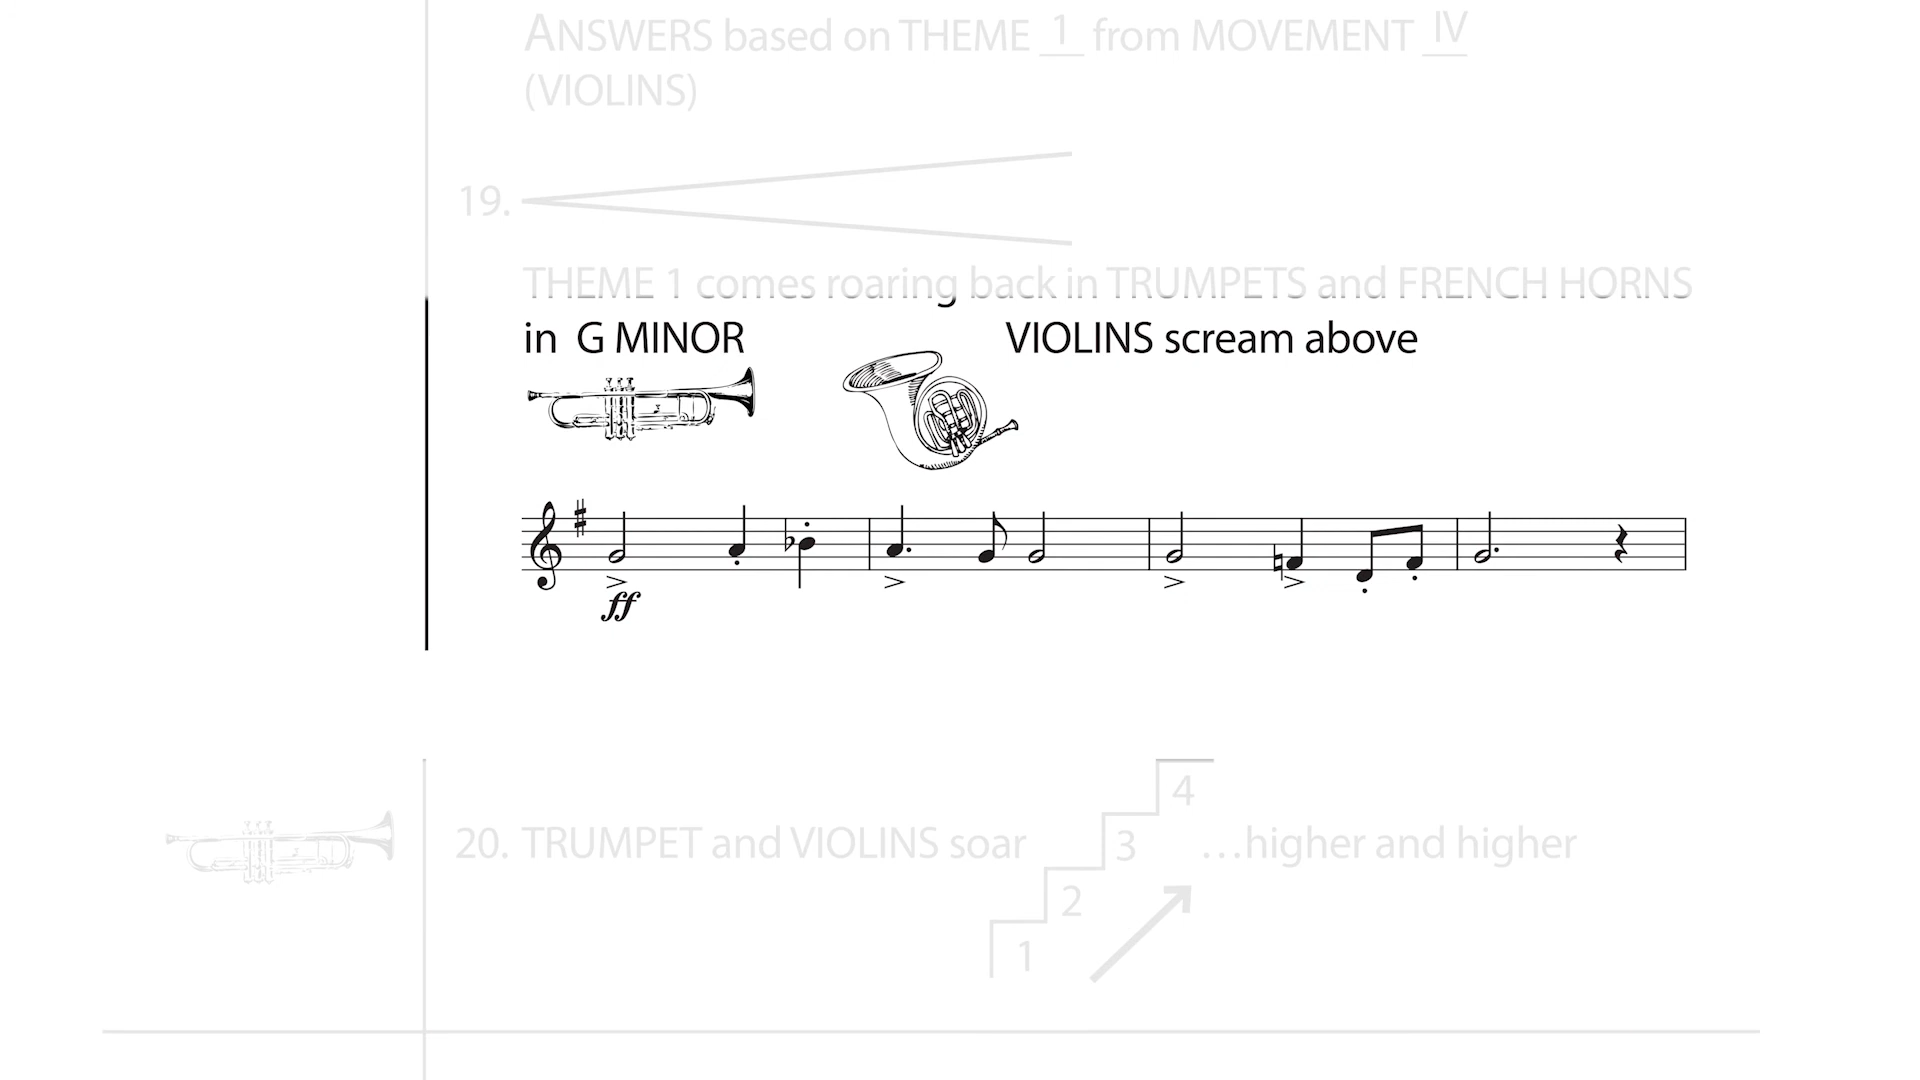 ANSWERS based on THEME 1 from MOVEMENT IV
(VIOLINS)
19.
THEME 1 comes roaring back in TRUMPETS and FRENCH HORNS
in G MINOR VIOLINS scream above
ff
4
20. TRUMPET and VIOLINS soar 3 ...higher and higher
2
1